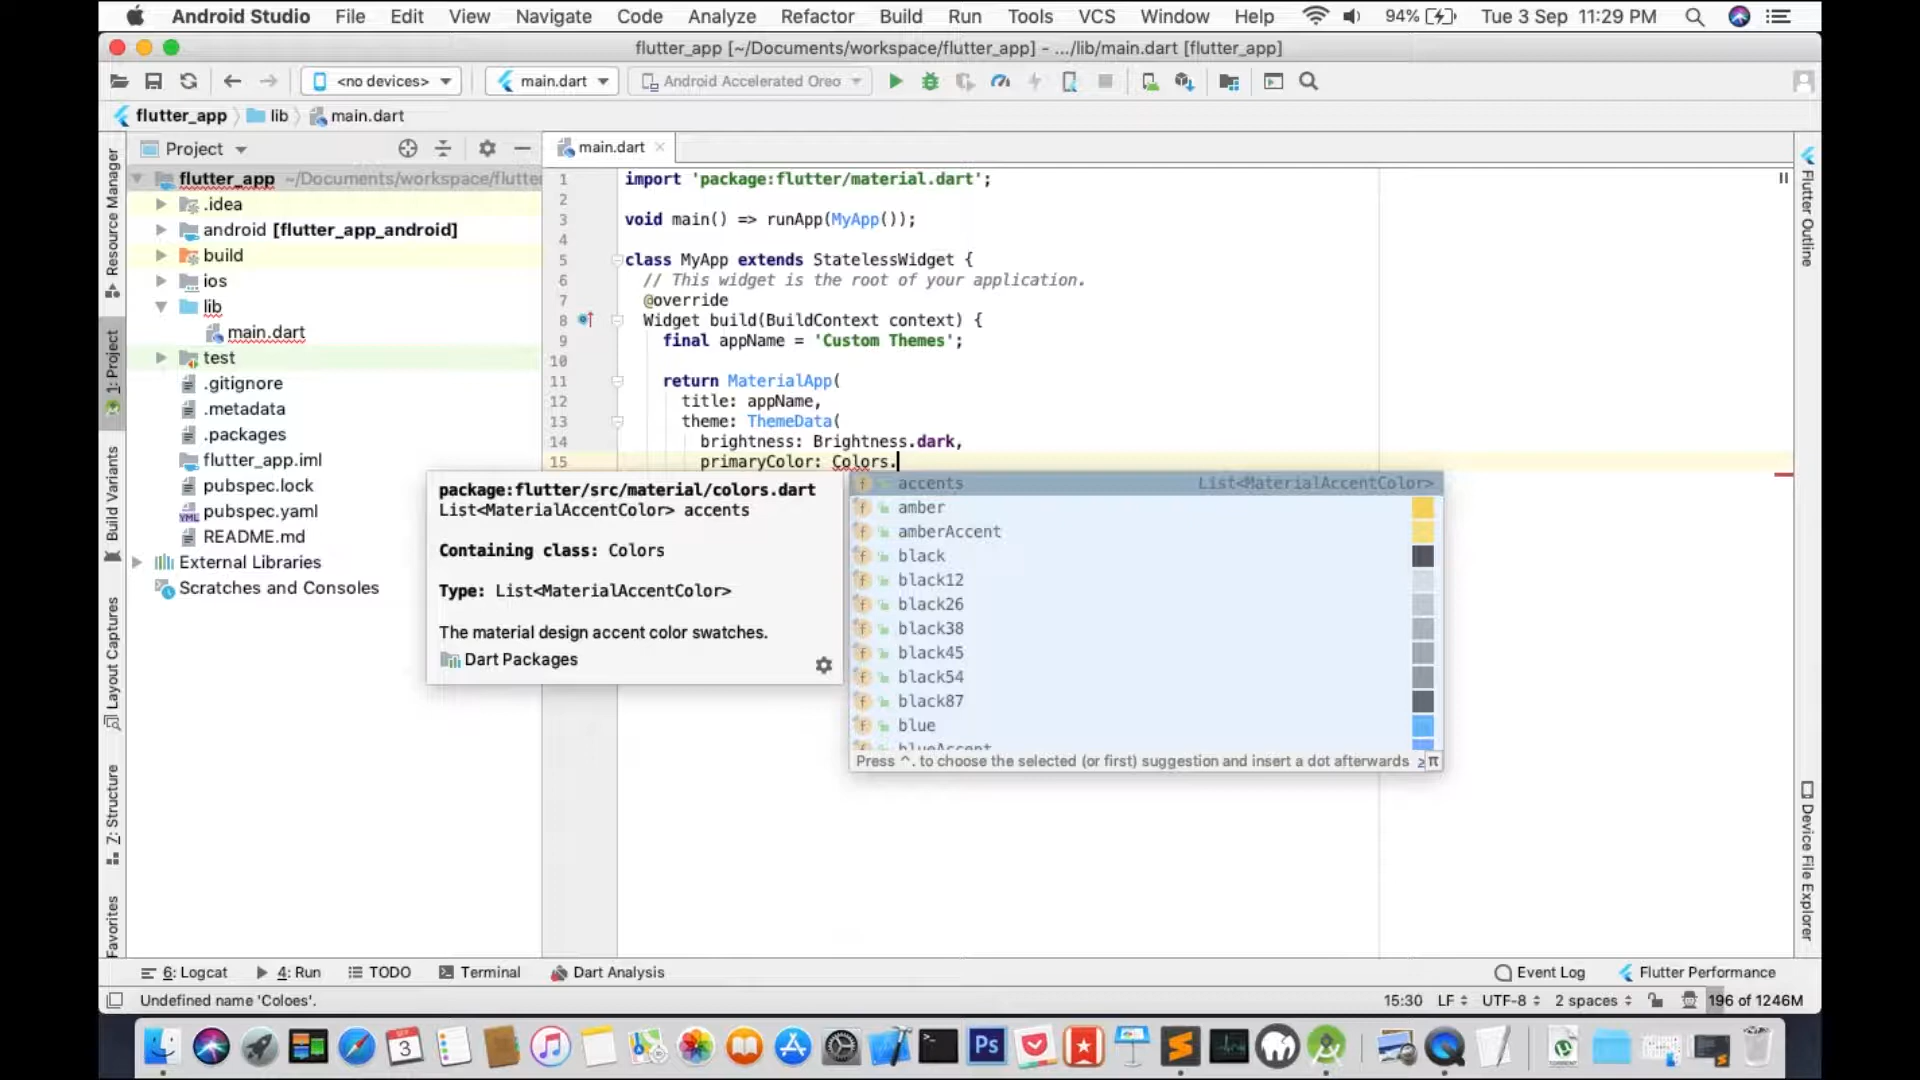 Android Studio File Edit View Navigate Code Analyze Refactor Build Run Tools VCS Window Help 94% Tue 3 Sep 11:29 PM
flutter_app [~/Documents/workspace/flutter_app] - .../lib/main.dart [flutter_app]
<no devices> main.dart Android Accelerated Oreo
flutter_app lib main.dart
Project main.dart
flutter_app ~/Documents/workspace/flutte
.idea
android [flutter_app_android]
build
ios
lib
main.dart
test
.gitignore
.metadata
.packages
flutter_app.iml
pubspec.lock
pubspec.yaml
README.md
External Libraries
Scratches and Consoles
Resource Manager
1: Project
Build Variants
Layout Captures
Z: Structure
Favorites
1 import 'package:flutter/material.dart';
2
3 void main() => runApp(MyApp());
4
5 class MyApp extends StatelessWidget {
6 // This widget is the root of your application.
7 @override
8 Widget build(BuildContext context) {
9 final appName = 'Custom Themes';
10
11 return MaterialApp(
12 title: appName,
13 theme: ThemeData(
14 brightness: Brightness.dark,
15 primaryColor: Colors.
package:flutter/src/material/colors.dart
List<MaterialAccentColor> accents
Containing class: Colors
Type: List<MaterialAccentColor>
The material design accent color swatches.
Dart Packages
accents List<MaterialAccentColor>
amber
amberAccent
black
black12
black26
black38
black45
black54
black87
blue
blueAccent
Press ^. to choose the selected (or first) suggestion and insert a dot afterwards ≥ π
Flutter Outline
Device File Explorer
6: Logcat 4: Run TODO Terminal Dart Analysis Event Log Flutter Performance
Undefined name 'Coloes'. 15:30 LF UTF-8 2 spaces 196 of 1246M
SEP
3
Ps